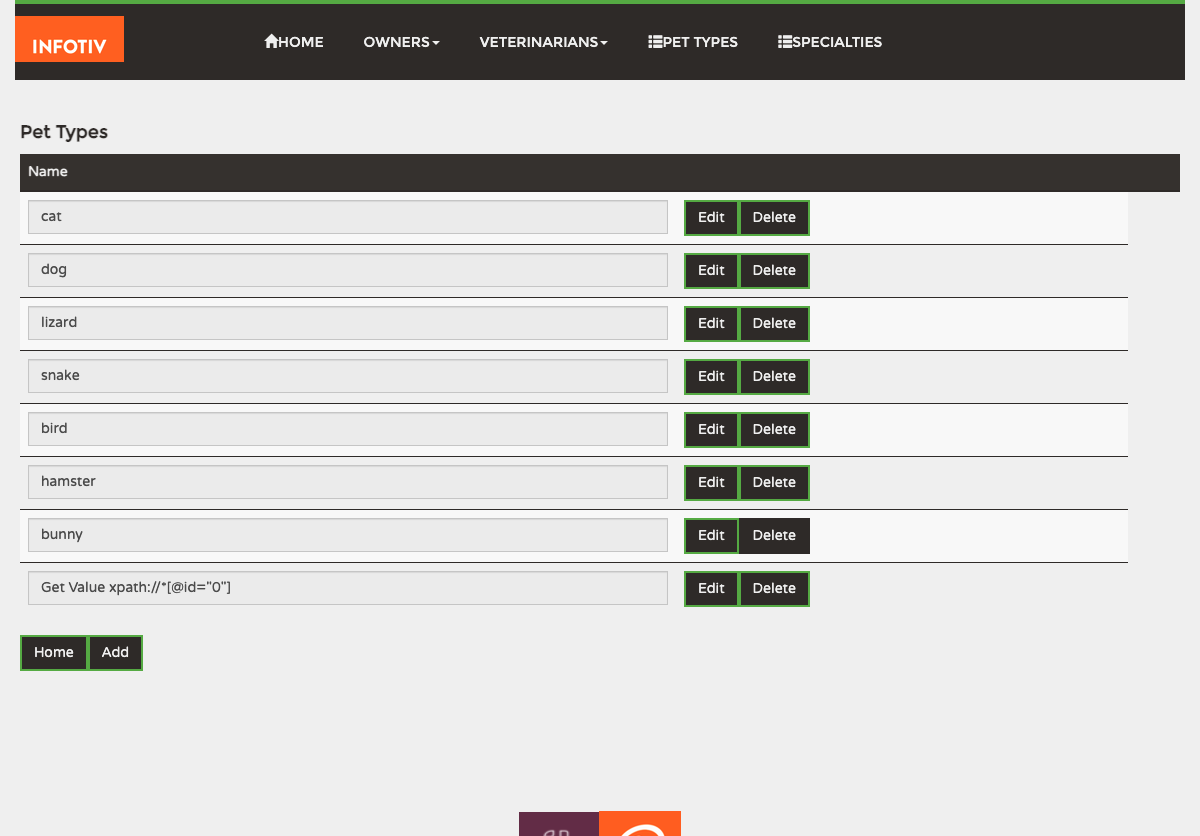 INFOTIV
HOME OWNERS VETERINARIANS PET TYPES SPECIALTIES
Pet Types
Name
cat Edit Delete
dog Edit Delete
lizard Edit Delete
snake Edit Delete
bird Edit Delete
hamster Edit Delete
bunny Edit Delete
Get Value xpath://*[@id="0"] Edit Delete
Home Add